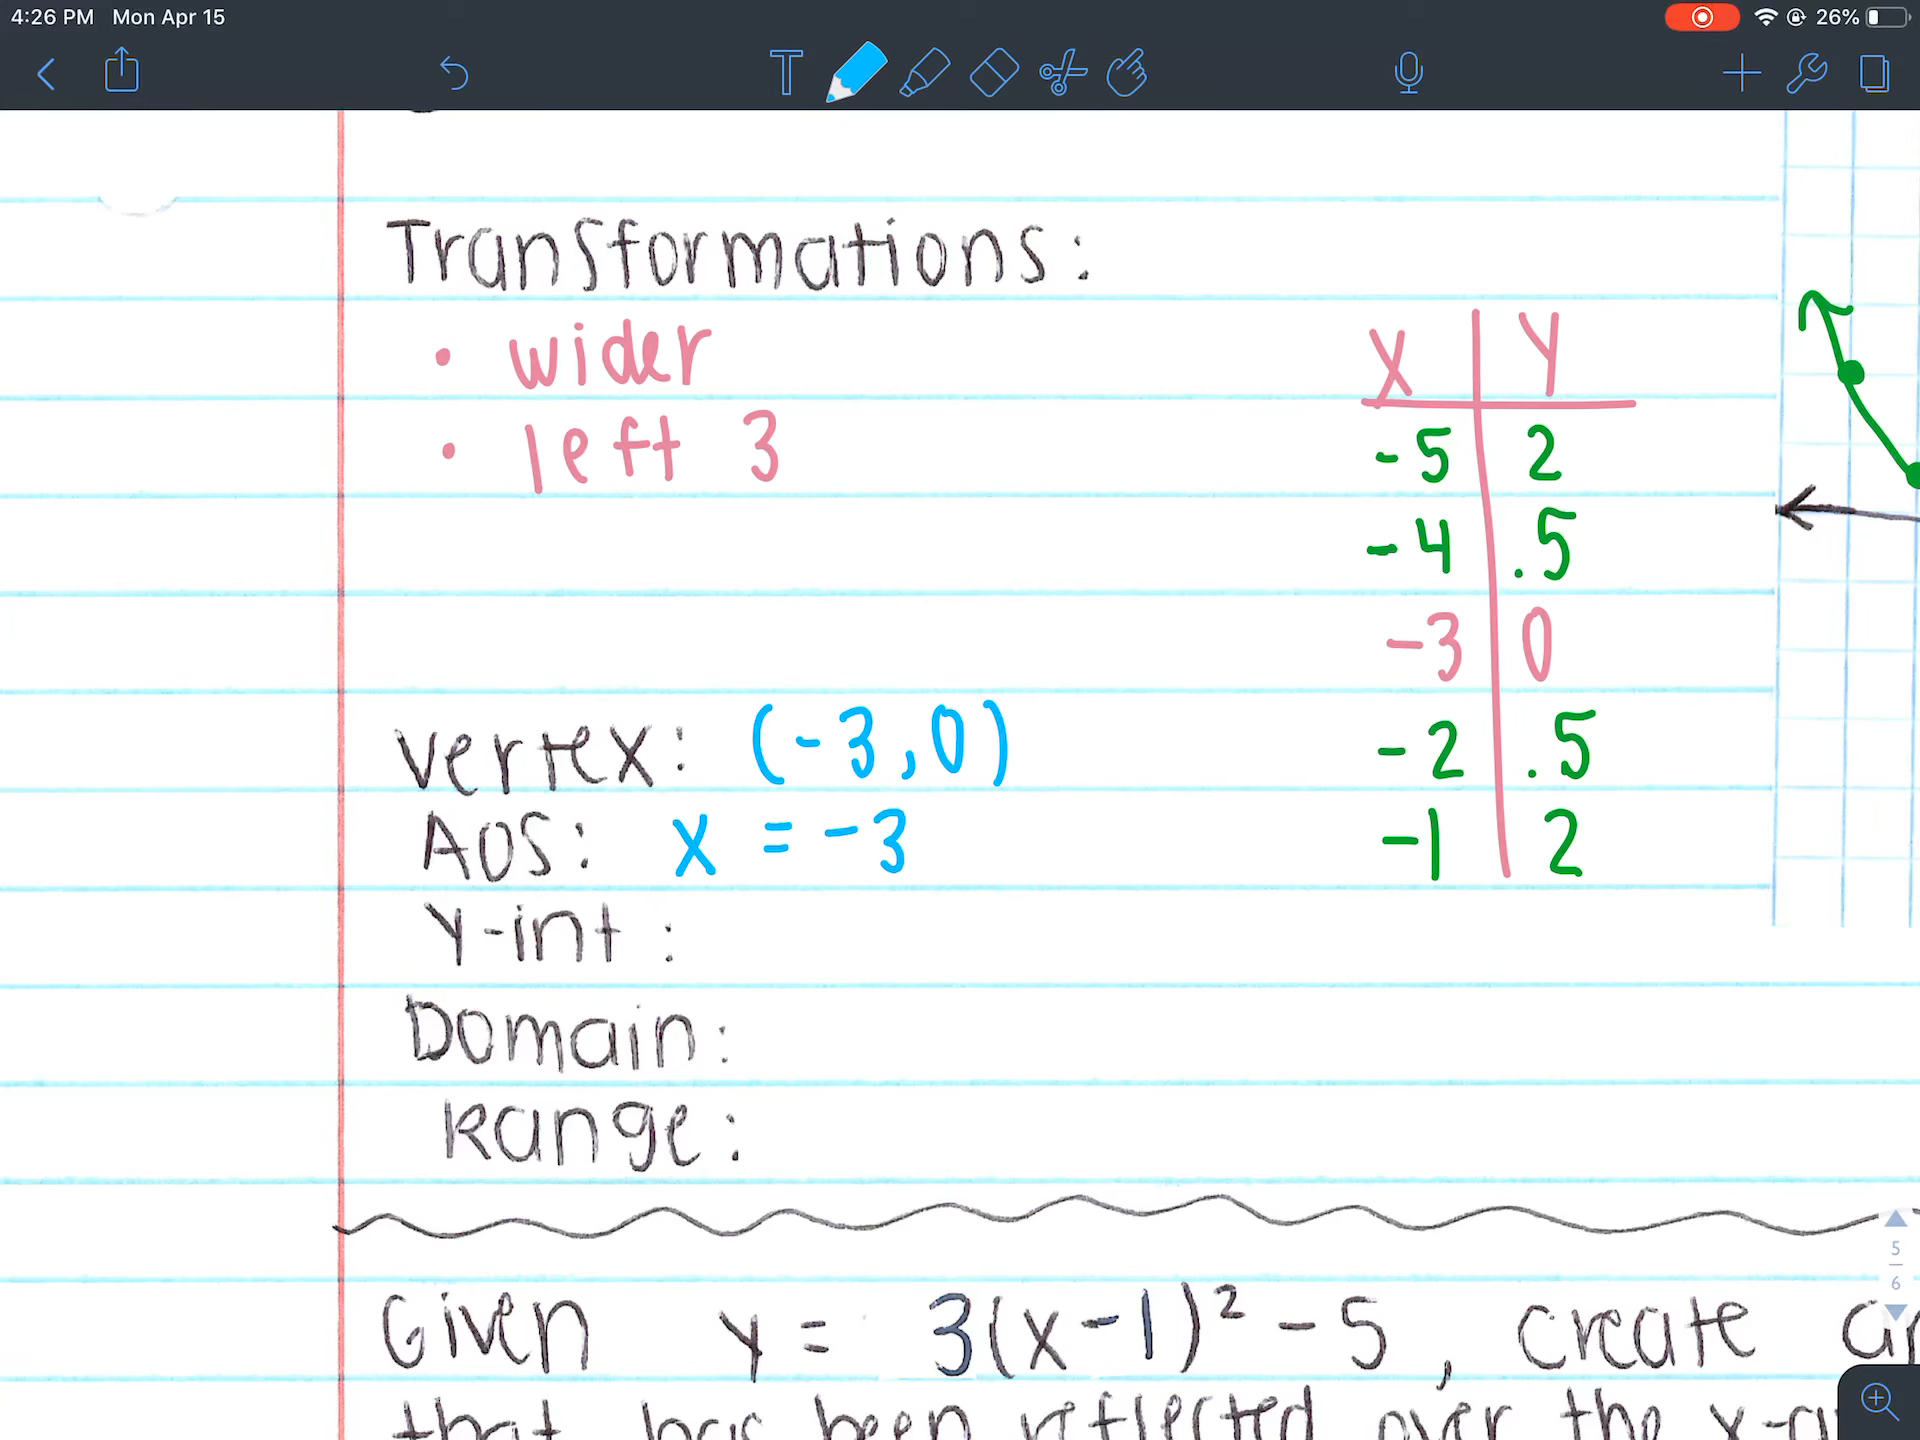 4:26 PM Mon Apr 15
26%
T
Transformations:
• wider
• left 3
X Y
-5 2
-4 .5
-3 0
-2 .5
-1 2
vertex: (-3,0)
AOS: x = -3
Y-int:
Domain:
Range:
5
6
Given y = 3(x-1)² - 5, create
that has been reflected over the x-a